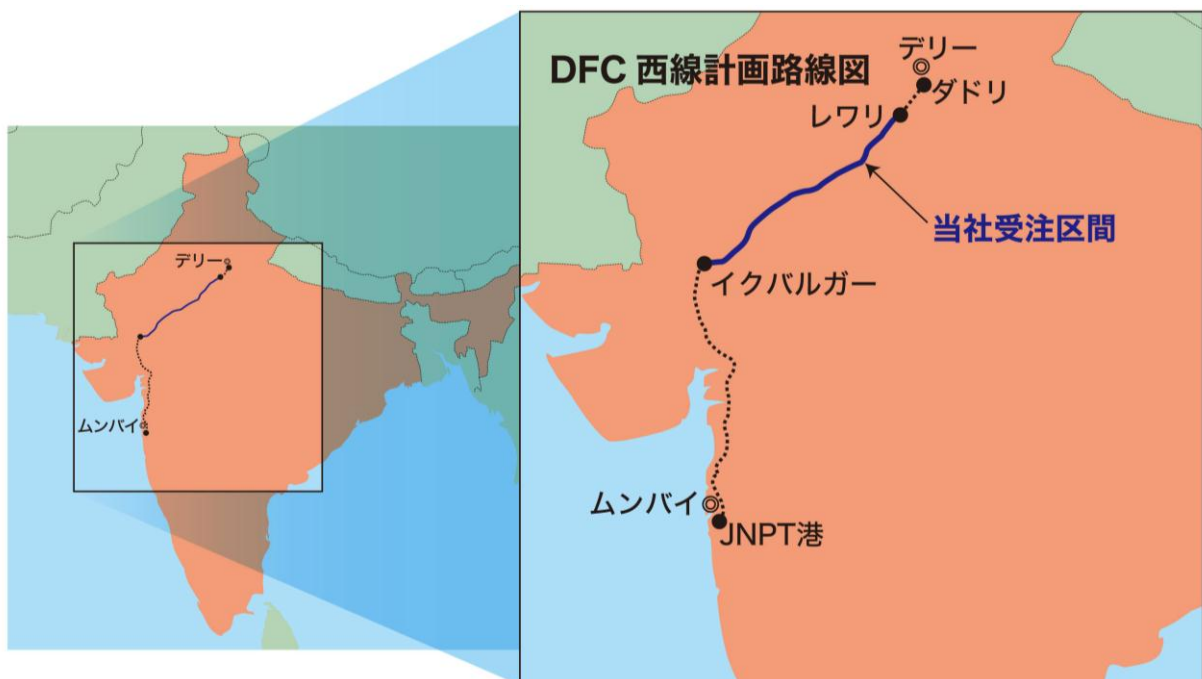 デリー
ムンバイ
DFC 西線計画路線図
デリー
ダドリ
レワリ
当社受注区間
イクバルガー
ムンバイ
JNPT港